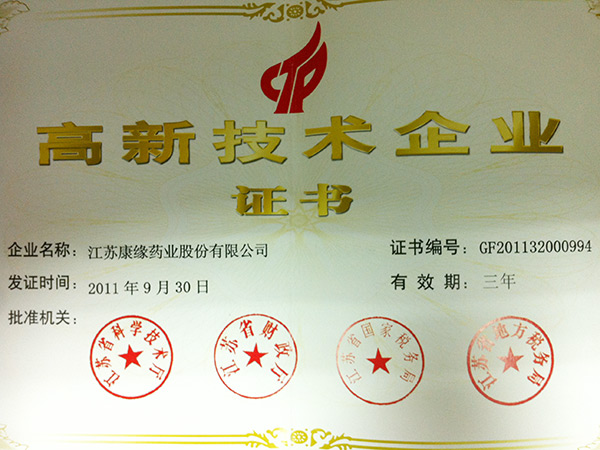 高新技术企业
证书
企业名称：江苏康缘药业股份有限公司
证书编号：GF201132000994
发证时间：2011年9月30日
有效期：三年
批准机关：
江苏省科学技术厅
江苏省财政厅
江苏省国家税务局
江苏省地方税务局